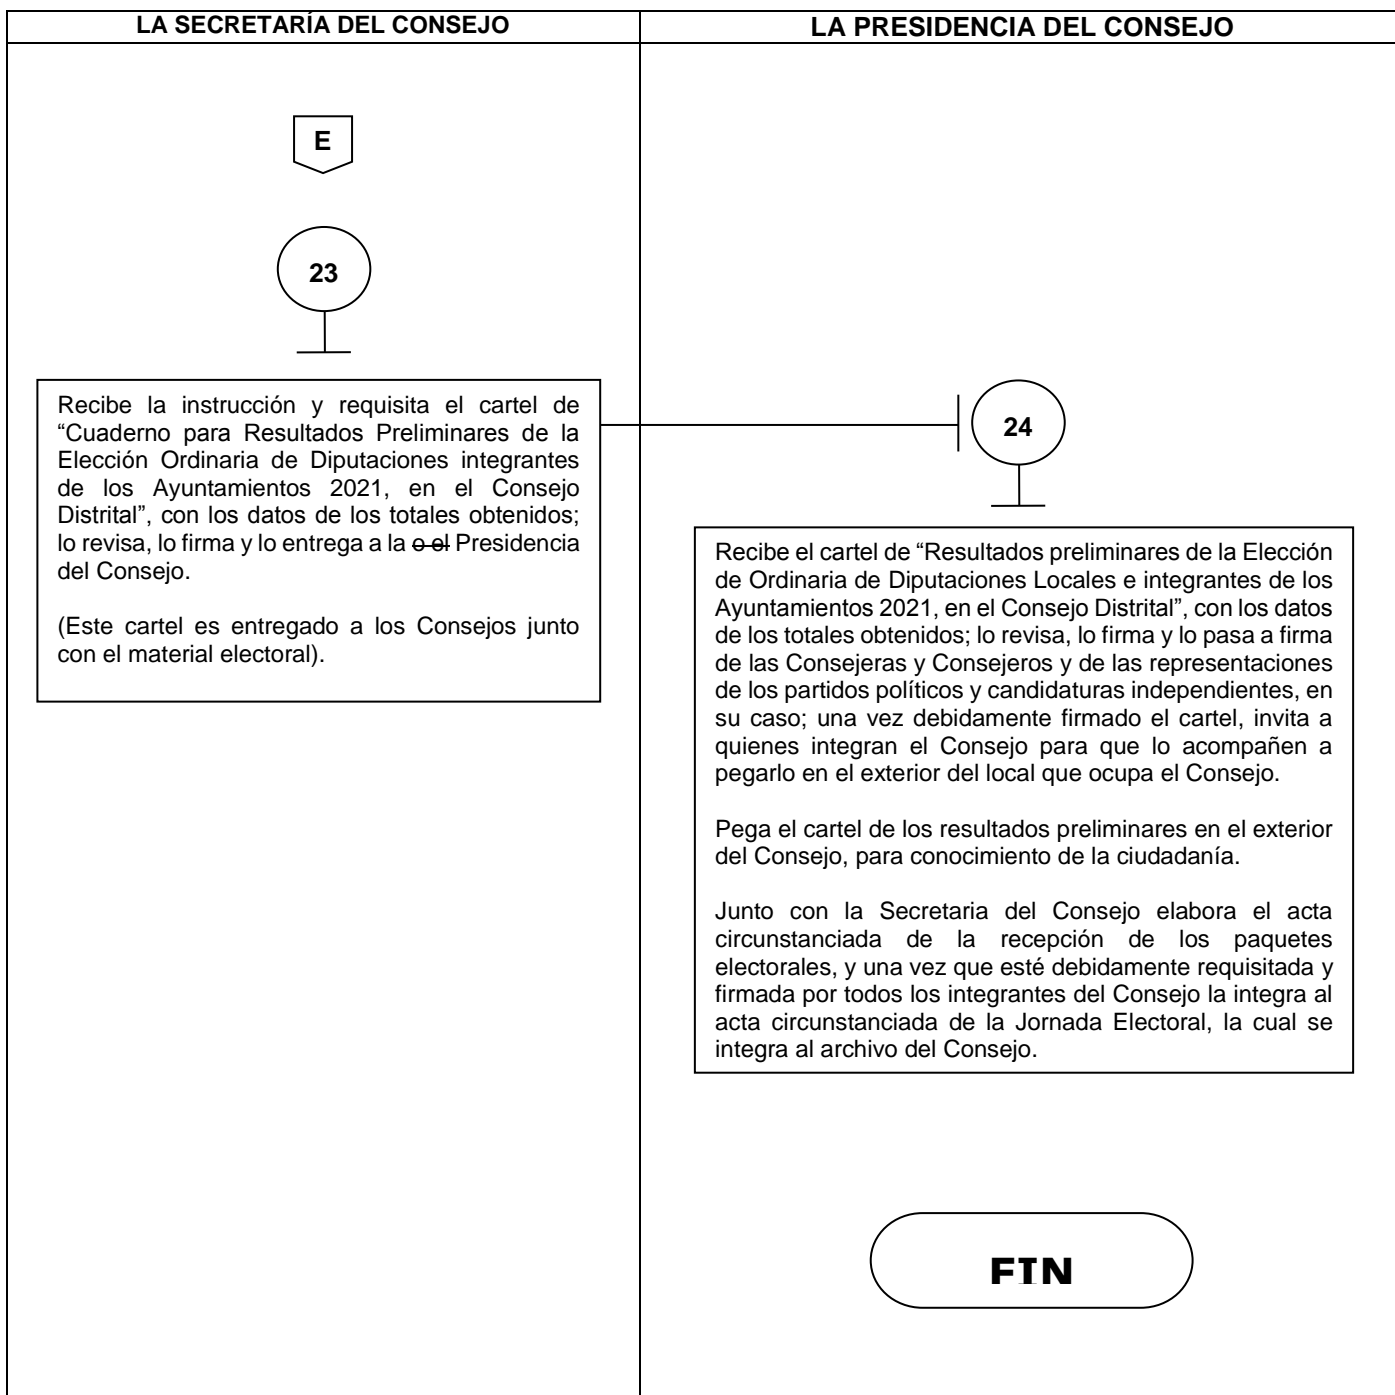 LA SECRETARÍA DEL CONSEJO
LA PRESIDENCIA DEL CONSEJO
E
23
Recibe la instrucción y requisita el cartel de
“Cuaderno para Resultados Preliminares de la
Elección Ordinaria de Diputaciones integrantes
de los Ayuntamientos 2021, en el Consejo
Distrital”, con los datos de los totales obtenidos;
lo revisa, lo firma y lo entrega a la o el Presidencia
del Consejo.
(Este cartel es entregado a los Consejos junto
con el material electoral).
24
Recibe el cartel de “Resultados preliminares de la Elección
de Ordinaria de Diputaciones Locales e integrantes de los
Ayuntamientos 2021, en el Consejo Distrital”, con los datos
de los totales obtenidos; lo revisa, lo firma y lo pasa a firma
de las Consejeras y Consejeros y de las representaciones
de los partidos políticos y candidaturas independientes, en
su caso; una vez debidamente firmado el cartel, invita a
quienes integran el Consejo para que lo acompañen a
pegarlo en el exterior del local que ocupa el Consejo.
Pega el cartel de los resultados preliminares en el exterior
del Consejo, para conocimiento de la ciudadanía.
Junto con la Secretaria del Consejo elabora el acta
circunstanciada de la recepción de los paquetes
electorales, y una vez que esté debidamente requisitada y
firmada por todos los integrantes del Consejo la integra al
acta circunstanciada de la Jornada Electoral, la cual se
integra al archivo del Consejo.
FIN